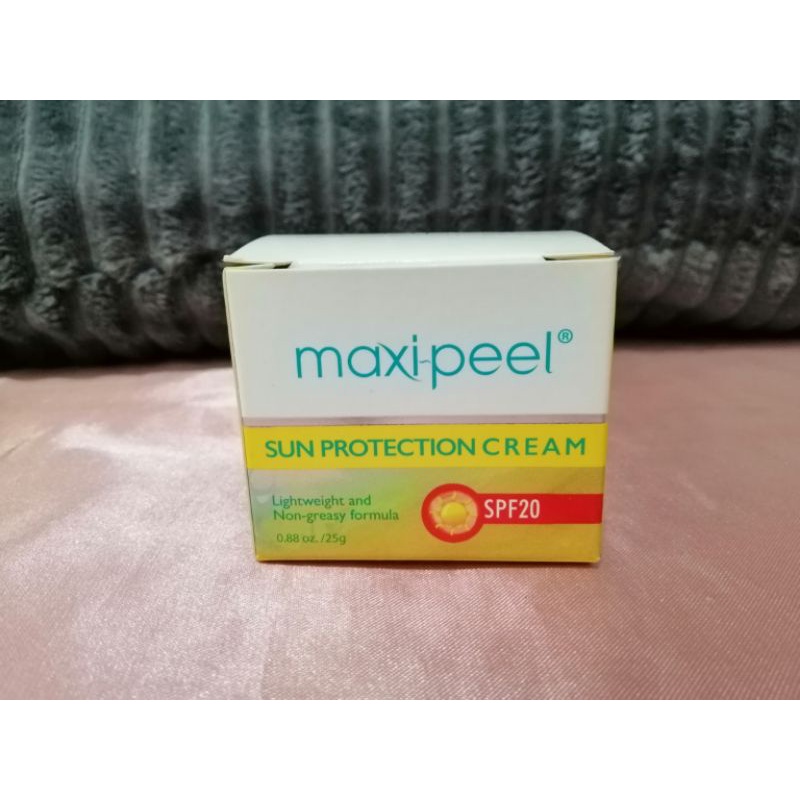 maxi-peel®
SUN PROTECTION CREAM
Lightweight and
Non-greasy formula
SPF20
0.88 oz. /25g